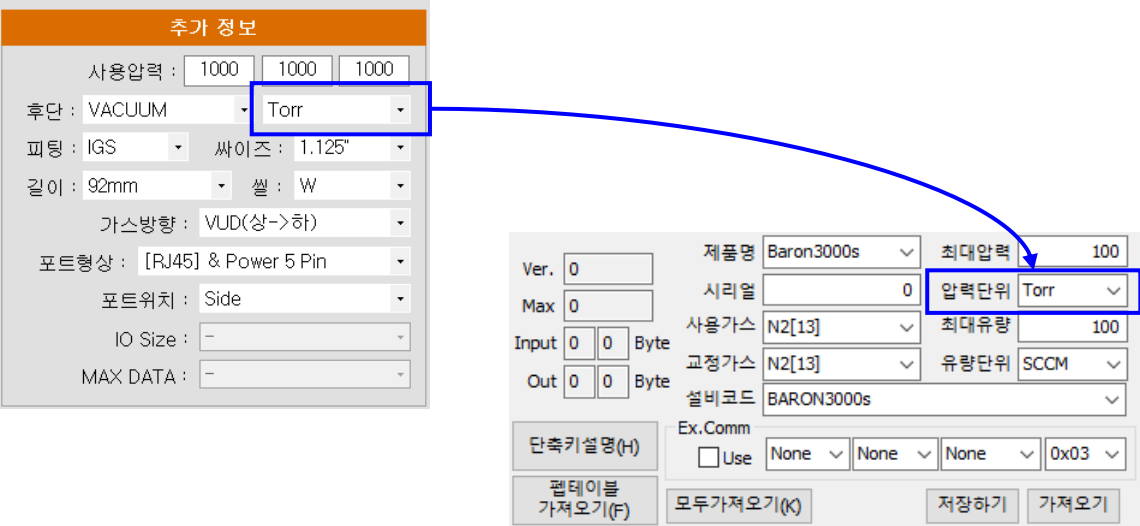 추가 정보
사용압력 : 1000 1000 1000
후단 : VACUUM Torr
피팅 : IGS 싸이즈 : 1.125"
길이 : 92mm 씰 : W
가스방향 : VUD(상->하)
포트형상 : [RJ45] & Power 5 Pin
포트위치 : Side
IO Size : -
MAX DATA : -
제품명 Baron3000s 최대압력 100
Ver. 0
시리얼 0 압력단위 Torr
Max 0
사용가스 N2[13] 최대유량 100
Input 0 0 Byte
교정가스 N2[13] 유량단위 SCCM
Out 0 0 Byte
설비코드 BARON3000s
Ex.Comm
단축키설명(H)
Use None None None 0x03
펩테이블
가져오기(F)
모두가져오기(K) 저장하기 가져오기